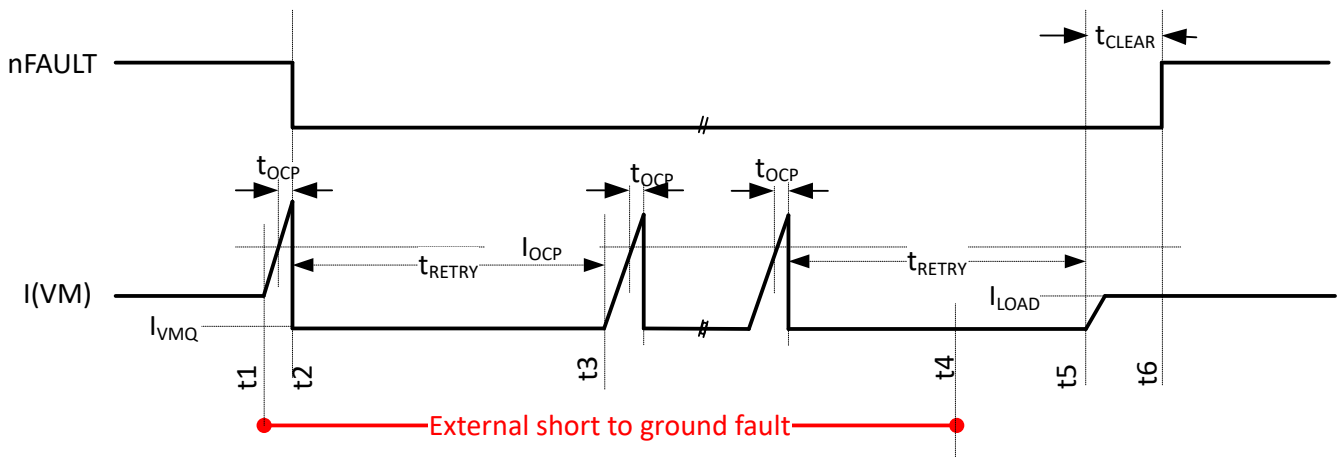 tCLEAR
nFAULT
tOCP
tOCP
tOCP
IOCP
tRETRY
tRETRY
I(VM)
ILOAD
IVMQ
t1
t2
t3
t4
t5
t6
External short to ground fault